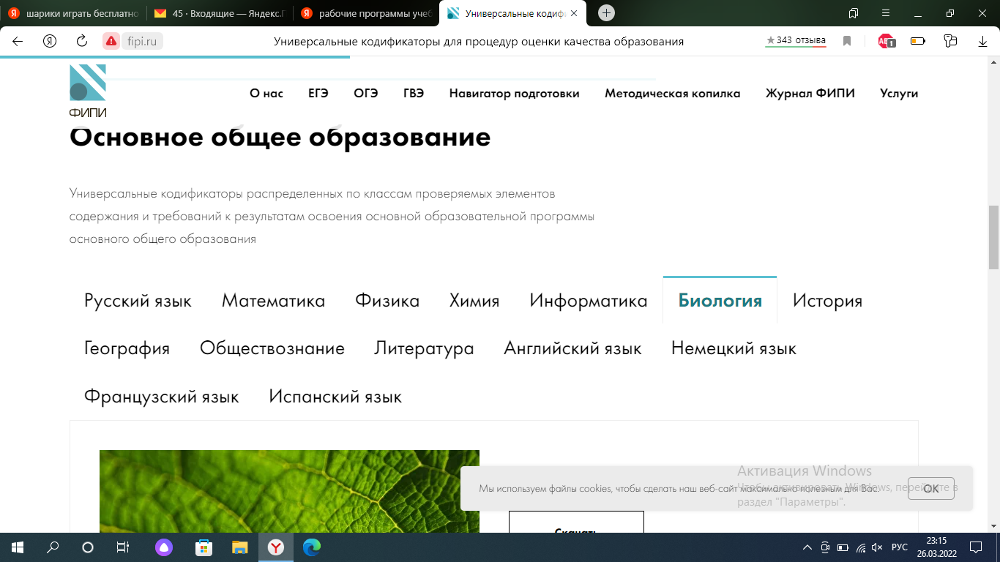 шарики играть бесплатно
45 · Входящие — Яндекс.П
рабочие программы учеб
Универсальные кодифи
fipi.ru
Универсальные кодификаторы для процедур оценки качества образования
343 отзыва
1
ФИПИ
О нас ЕГЭ ОГЭ ГВЭ Навигатор подготовки Методическая копилка Журнал ФИПИ Услуги
Основное общее образование
Универсальные кодификаторы распределенных по классам проверяемых элементов
содержания и требований к результатам освоения основной образовательной программы
основного общего образования
Русский язык Математика Физика Химия Информатика Биология История
География Обществознание Литература Английский язык Немецкий язык
Французский язык Испанский язык
Активация Windows
Мы используем файлы cookies, чтобы сделать наш веб-сайт максимально полезным для Вас.
OK
Чтобы активировать Windows, перейдите в
раздел "Параметры".
Скачать
РУС
23:15
26.03.2022